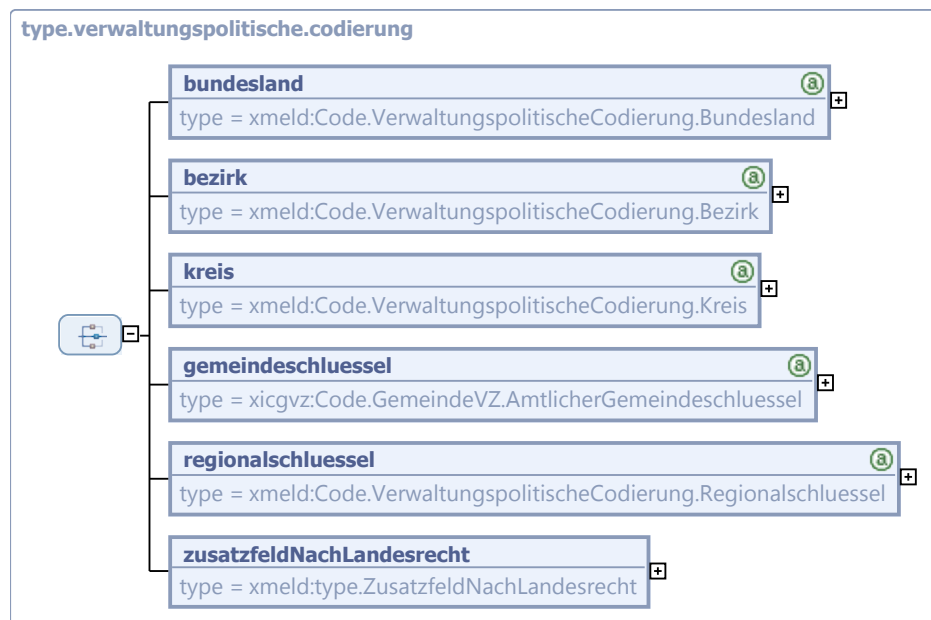 type.verwaltungspolitische.codierung
bundesland
type = xmeld:Code.VerwaltungspolitischeCodierung.Bundesland
bezirk
type = xmeld:Code.VerwaltungspolitischeCodierung.Bezirk
kreis
type = xmeld:Code.VerwaltungspolitischeCodierung.Kreis
gemeindeschluessel
type = xicgvz:Code.GemeindeVZ.AmtlicherGemeindeschluessel
regionalschluessel
type = xmeld:Code.VerwaltungspolitischeCodierung.Regionalschluessel
zusatzfeldNachLandesrecht
type = xmeld:type.ZusatzfeldNachLandesrecht